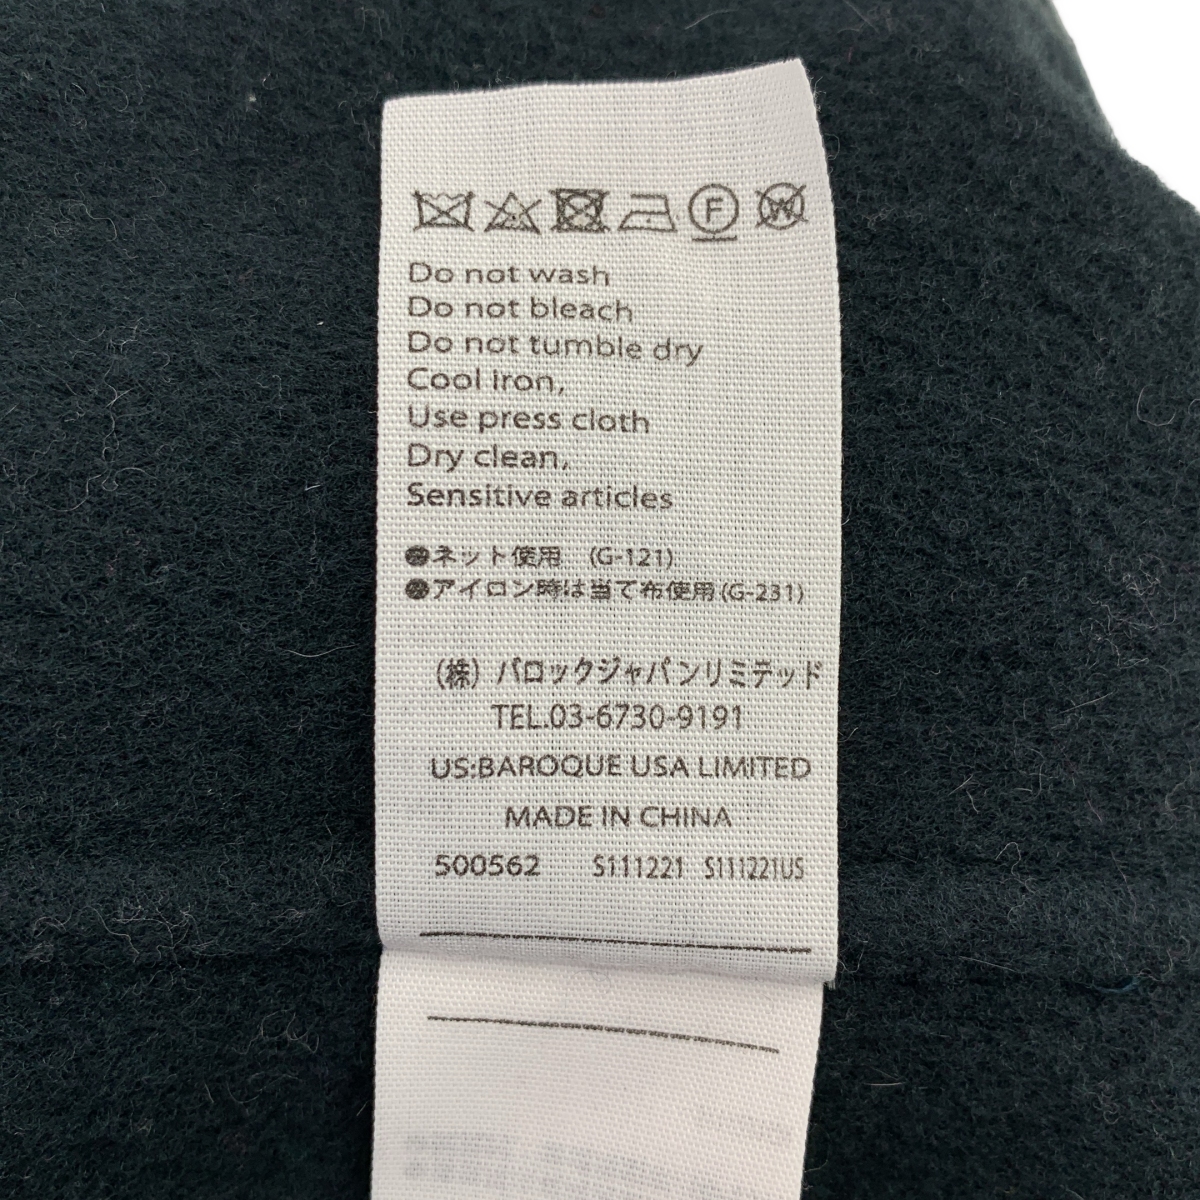 F W
Do not wash
Do not bleach
Do not tumble dry
Cool iron,
Use press cloth
Dry clean,
Sensitive articles
●ネット使用 (G-121)
●アイロン時は当て布使用(G-231)
(株) バロックジャパンリミテッド
TEL.03-6730-9191
US:BAROQUE USA LIMITED
MADE IN CHINA
500562 S111221 S111221US